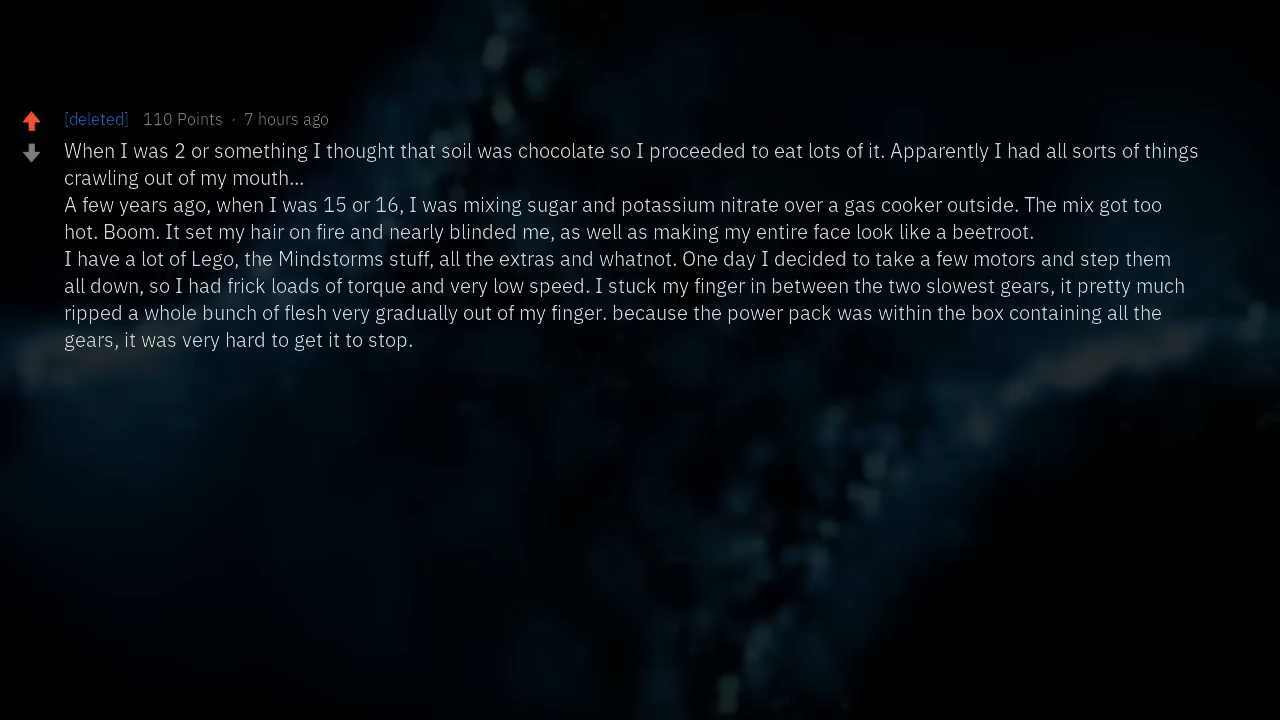 [deleted] 110 Points · 7 hours ago
When I was 2 or something I thought that soil was chocolate so I proceeded to eat lots of it. Apparently I had all sorts of things
crawling out of my mouth...
A few years ago, when I was 15 or 16, I was mixing sugar and potassium nitrate over a gas cooker outside. The mix got too
hot. Boom. It set my hair on fire and nearly blinded me, as well as making my entire face look like a beetroot.
I have a lot of Lego, the Mindstorms stuff, all the extras and whatnot. One day I decided to take a few motors and step them
all down, so I had frick loads of torque and very low speed. I stuck my finger in between the two slowest gears, it pretty much
ripped a whole bunch of flesh very gradually out of my finger. because the power pack was within the box containing all the
gears, it was very hard to get it to stop.